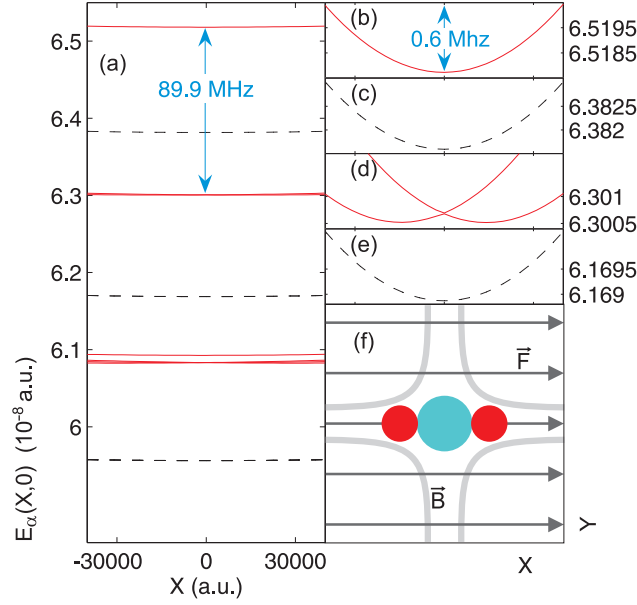 6.5
6.4
6.3
6.2
6.1
6
(a)
89.9 MHz
E_α(X,0) (10⁻⁸ a.u.)
-30000 0 30000
X (a.u.)
(b)
0.6 Mhz
6.5195
6.5185
(c)
6.3825
6.382
(d)
6.301
6.3005
(e)
6.1695
6.169
(f)
F
B
X
Y